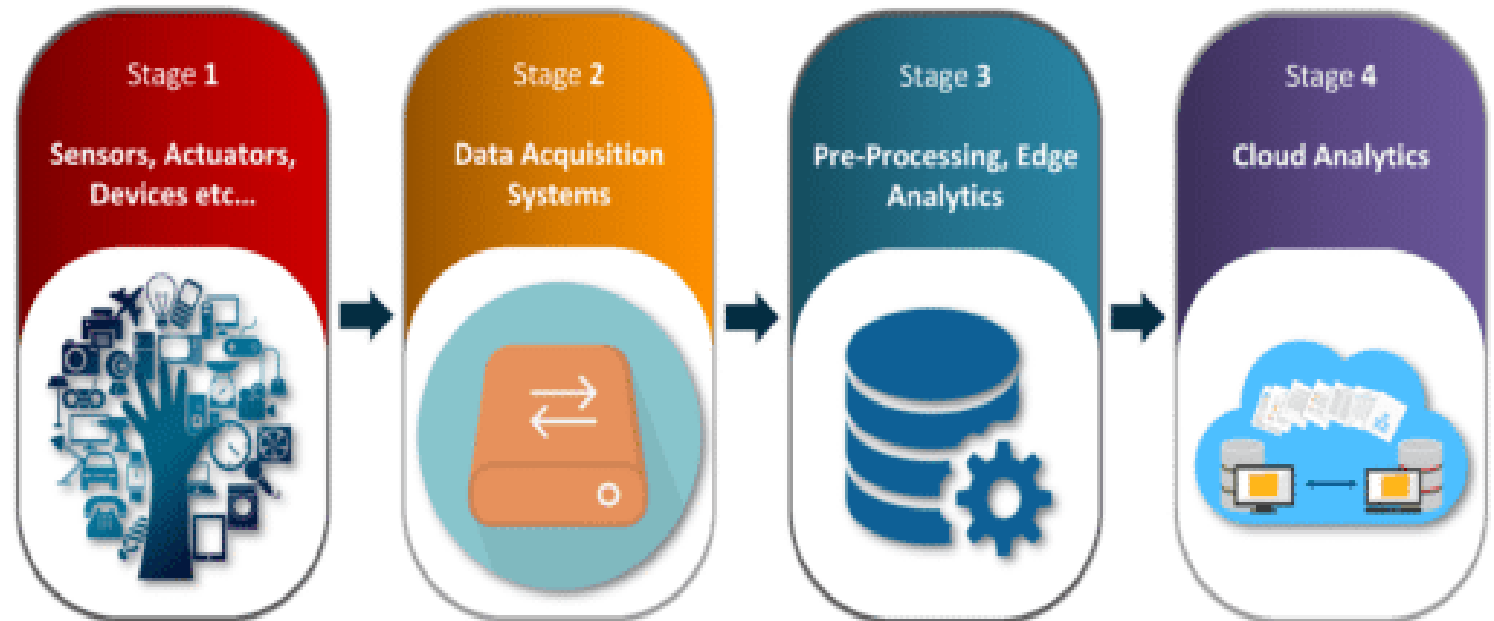 Stage 1
Sensors, Actuators,
Devices etc...
Stage 2
Data Acquisition
Systems
Stage 3
Pre-Processing, Edge
Analytics
Stage 4
Cloud Analytics